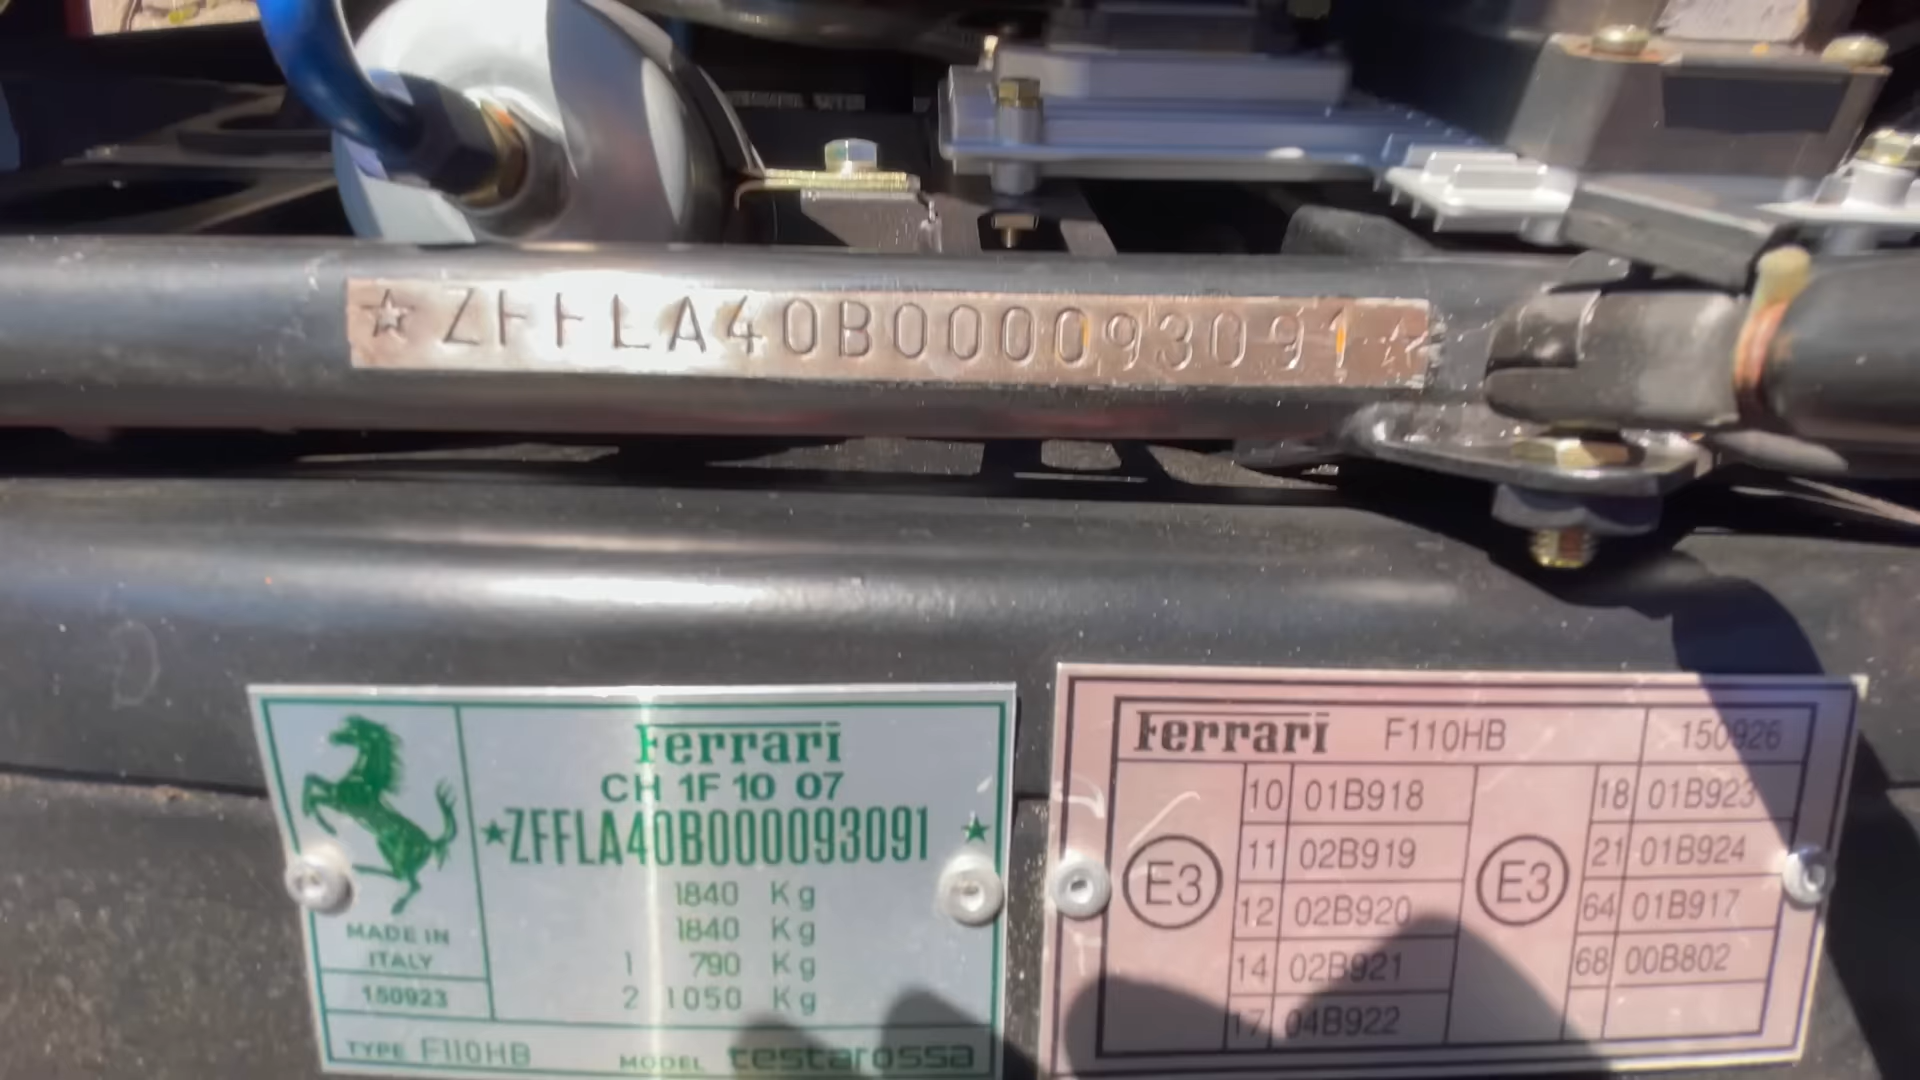 ☆ZFFLA40B000093091☆
Ferrari
CH 1F 10 07
★ZFFLA40B000093091★
1840 Kg
1840 Kg
1 790 Kg
2 1050 Kg
MADE IN
ITALY
150923
TYPE F110HB MODEL testarossa
Ferrari F110HB 150926
E3
10 01B918
11 02B919
12 02B920
14 02B921
17 04B922
E3
18 01B923
21 01B924
64 01B917
68 00B802